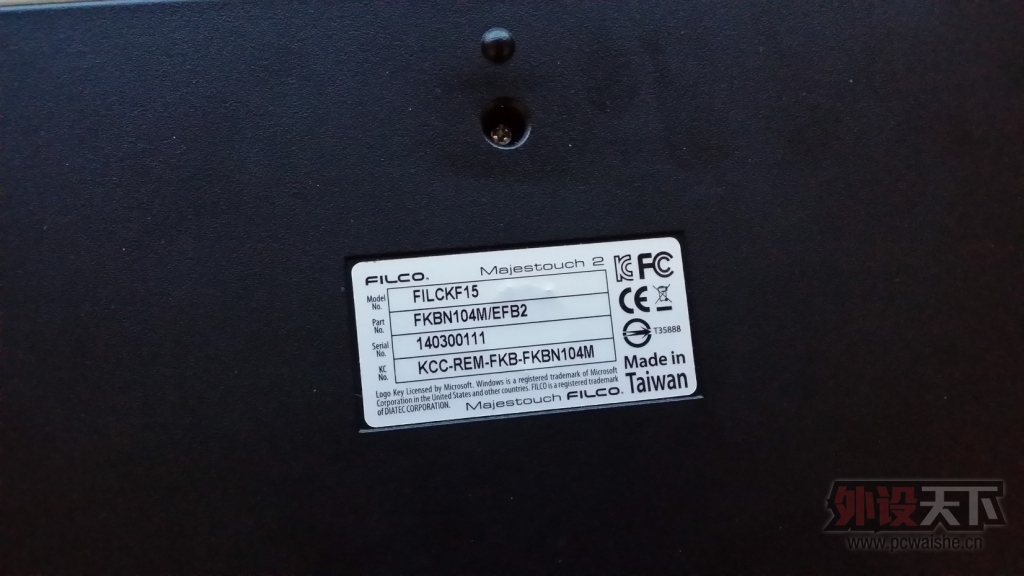 FILCO. Majestouch 2
Model No. FILCKF15
Part No. FKBN104M/EFB2
Serial No. 140300111
KC No. KCC-REM-FKB-FKBN104M
FC
CE
T35888
Made in
Taiwan
Logo Key Licensed by Microsoft. Windows is a registered trademark of Microsoft
Corporation in the United States and other countries. FILCO is a registered trademark
of DIATEC CORPORATION.
Majestouch FILCO.
外设天下
www.pcwaishe.cn